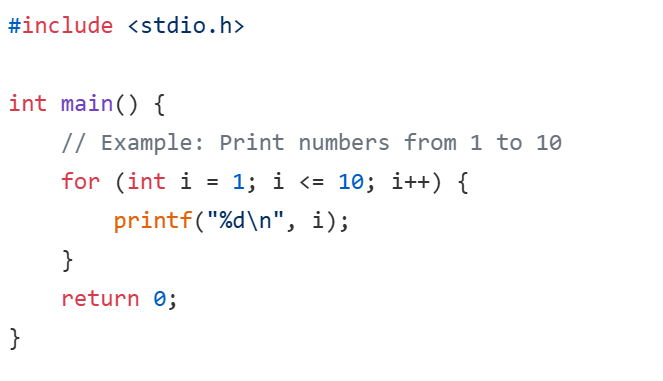 #include <stdio.h>

int main() {
    // Example: Print numbers from 1 to 10
    for (int i = 1; i <= 10; i++) {
        printf("%d\n", i);
    }
    return 0;
}